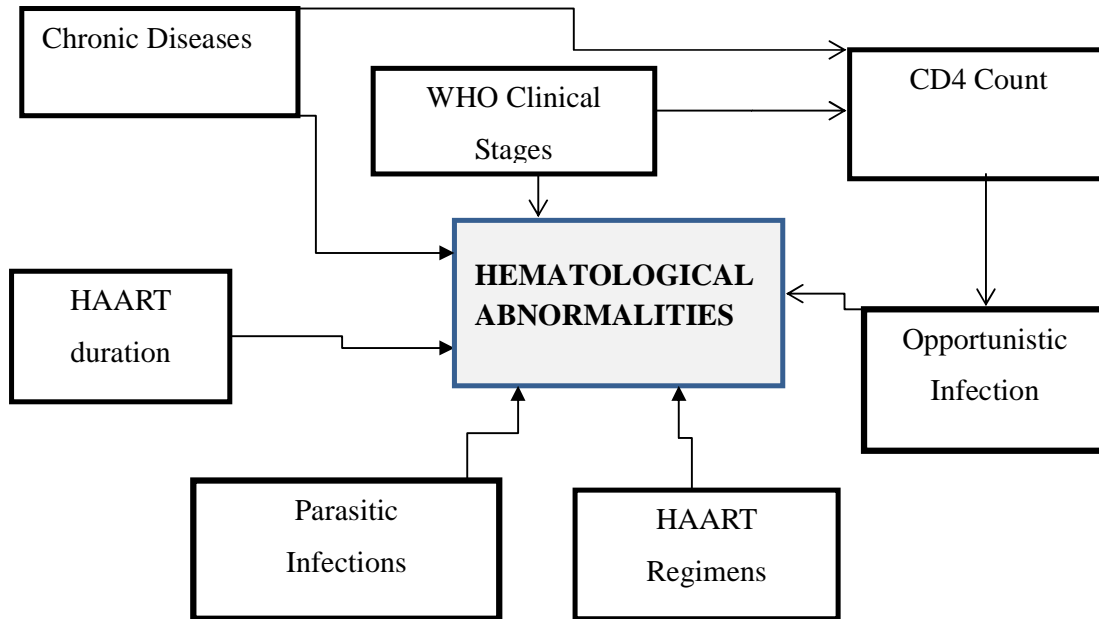 Chronic Diseases
WHO Clinical
Stages
CD4 Count
HEMATOLOGICAL
ABNORMALITIES
HAART
duration
Opportunistic
Infection
Parasitic
Infections
HAART
Regimens